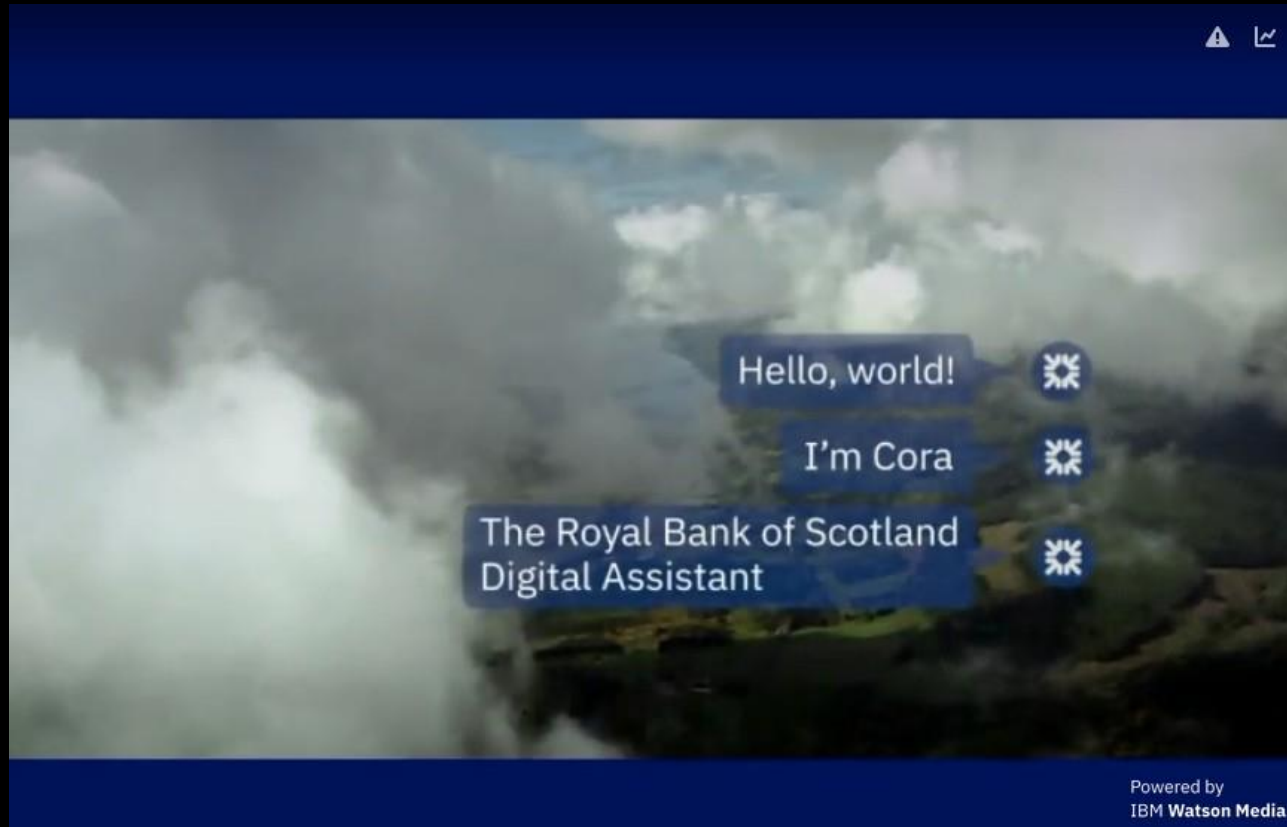 Hello, world!
I’m Cora
The Royal Bank of Scotland
Digital Assistant
Powered by
IBM Watson Media